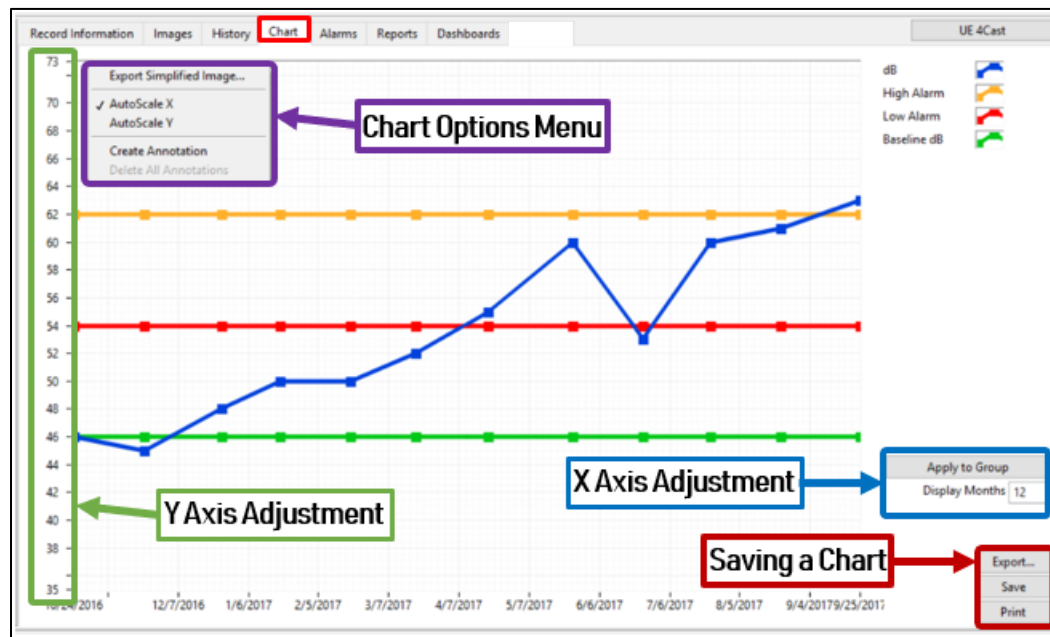 Record Information Images History Chart Alarms Reports Dashboards UE 4Cast
73
70
68
66
64
62
60
58
56
54
52
50
48
46
44
42
40
38
35
Export Simplified Image...
✓ AutoScale X
AutoScale Y
Create Annotation
Delete All Annotations
Chart Options Menu
dB
High Alarm
Low Alarm
Baseline dB
X Axis Adjustment
Apply to Group
Display Months 12
Y Axis Adjustment
Saving a Chart
Export...
Save
Print
10/24/2016 12/7/2016 1/6/2017 2/5/2017 3/7/2017 4/7/2017 5/7/2017 6/6/2017 7/6/2017 8/5/2017 9/4/2017 9/25/2017